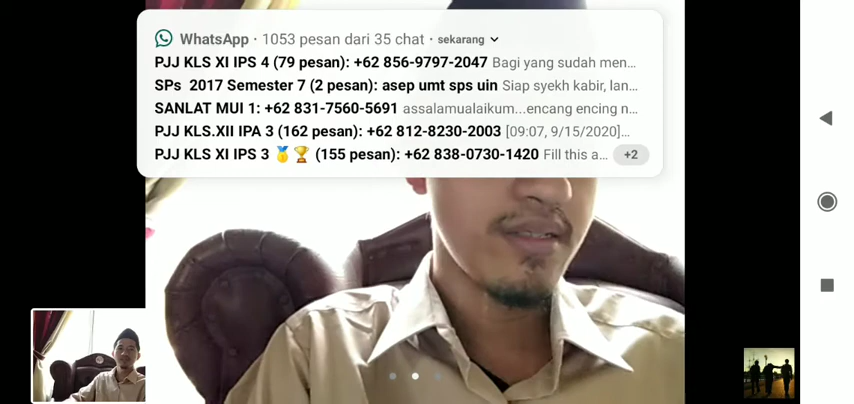 WhatsApp · 1053 pesan dari 35 chat · sekarang
PJJ KLS XI IPS 4 (79 pesan): +62 856-9797-2047 Bagi yang sudah men…
SPs 2017 Semester 7 (2 pesan): asep umt sps uin Siap syekh kabir, lan…
SANLAT MUI 1: +62 831-7560-5691 assalamualaikum...encang encing n…
PJJ KLS.XII IPA 3 (162 pesan): +62 812-8230-2003 [09:07, 9/15/2020]…
PJJ KLS XI IPS 3 🥇🏆 (155 pesan): +62 838-0730-1420 Fill this a… +2